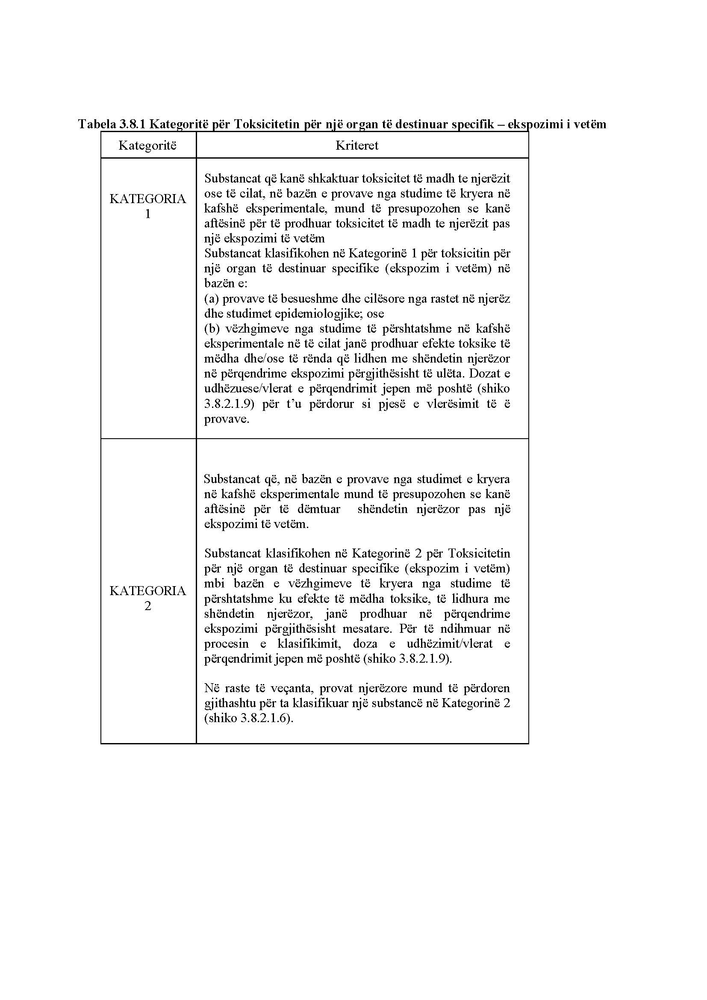 Tabela 3.8.1 Kategoritë për Toksicitetin për një organ të destinuar specifik – ekspozimi i vetëm
Kategoritë
Kriteret
KATEGORIA
1
Substancat që kanë shkaktuar toksicitet të madh te njerëzit
ose të cilat, në bazën e provave nga studime të kryera në
kafshë eksperimentale, mund të presupozohen se kanë
aftësinë për të prodhuar toksicitet të madh te njerëzit pas
një ekspozimi të vetëm
Substancat klasifikohen në Kategorinë 1 për toksicitin për
një organ të destinuar specifike (ekspozim i vetëm) në
bazën e:
(a) provave të besueshme dhe cilësore nga rastet në njerëz
dhe studimet epidemiologjike; ose
(b) vëzhgimeve nga studime të përshtatshme në kafshë
eksperimentale në të cilat janë prodhuar efekte toksike të
mëdha dhe/ose të rënda që lidhen me shëndetin njerëzor
në përqendrime ekspozimi përgjithësisht të ulëta. Dozat e
udhëzuese/vlerat e përqendrimit jepen më poshtë (shiko
3.8.2.1.9) për t’u përdorur si pjesë e vlerësimit të ë
provave.
KATEGORIA
2
Substancat që, në bazën e provave nga studimet e kryera
në kafshë eksperimentale mund të presupozohen se kanë
aftësinë për të dëmtuar shëndetin njerëzor pas një
ekspozimi të vetëm.
Substancat klasifikohen në Kategorinë 2 për Toksicitetin
për një organ të destinuar specifike (ekspozim i vetëm)
mbi bazën e vëzhgimeve të kryera nga studime të
përshtatshme ku efekte të mëdha toksike, të lidhura me
shëndetin njerëzor, janë prodhuar në përqendrime
ekspozimi përgjithësisht mesatare. Për të ndihmuar në
procesin e klasifikimit, doza e udhëzimit/vlerat e
përqendrimit jepen më poshtë (shiko 3.8.2.1.9).
Në raste të veçanta, provat njerëzore mund të përdoren
gjithashtu për ta klasifikuar një substancë në Kategorinë 2
(shiko 3.8.2.1.6).